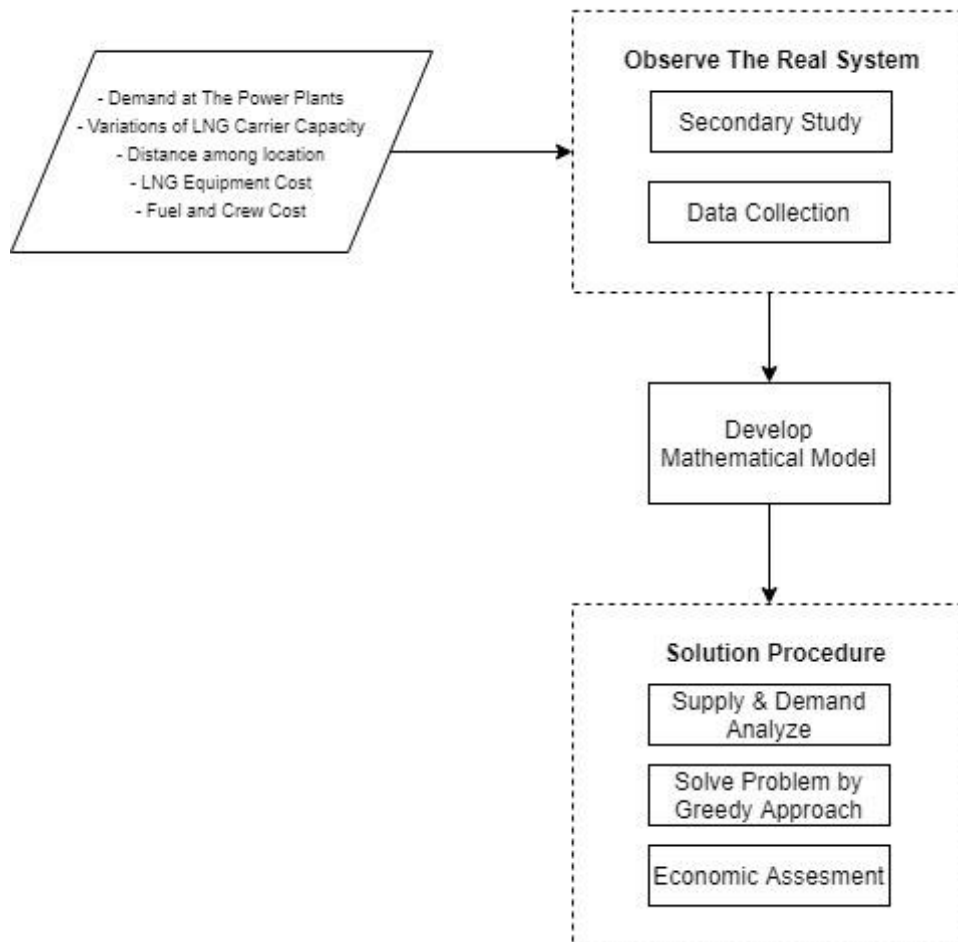 - Demand at The Power Plants
- Variations of LNG Carrier Capacity
- Distance among location
- LNG Equipment Cost
- Fuel and Crew Cost
Observe The Real System
Secondary Study
Data Collection
Develop
Mathematical Model
Solution Procedure
Supply & Demand
Analyze
Solve Problem by
Greedy Approach
Economic Assesment